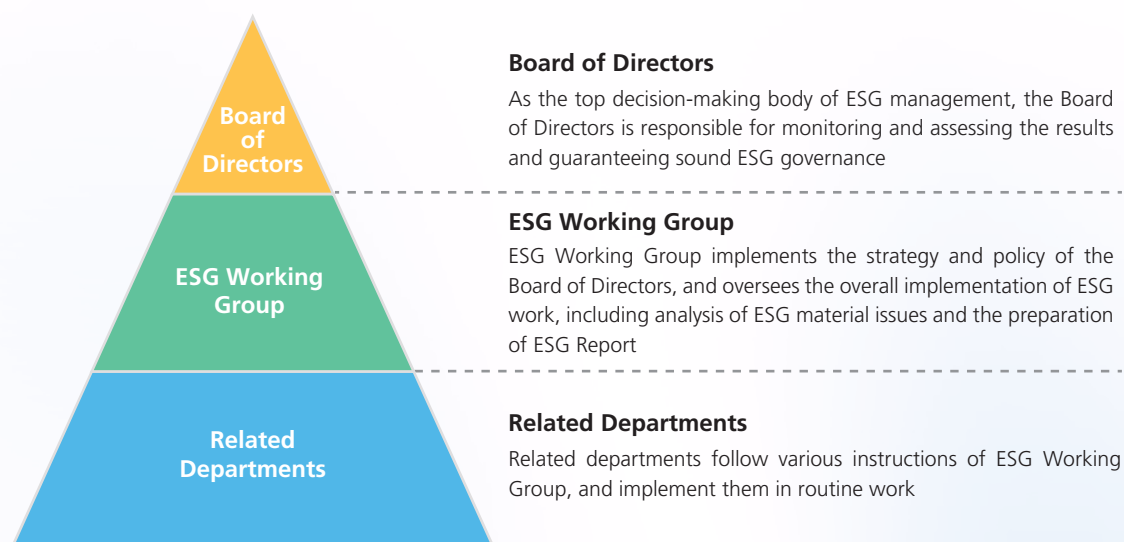 Board
of
Directors
Board of Directors
As the top decision-making body of ESG management, the Board
of Directors is responsible for monitoring and assessing the results
and guaranteeing sound ESG governance
ESG Working
Group
ESG Working Group
ESG Working Group implements the strategy and policy of the
Board of Directors, and oversees the overall implementation of ESG
work, including analysis of ESG material issues and the preparation
of ESG Report
Related
Departments
Related Departments
Related departments follow various instructions of ESG Working
Group, and implement them in routine work